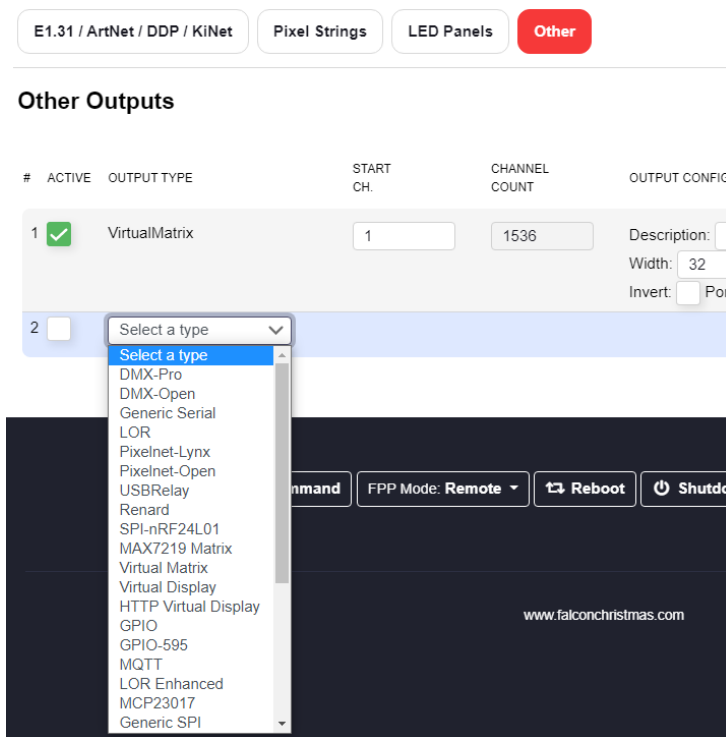 E1.31 / ArtNet / DDP / KiNet Pixel Strings LED Panels Other
Other Outputs
# ACTIVE OUTPUT TYPE START CH. CHANNEL COUNT OUTPUT CONFIG
1 VirtualMatrix 1 1536 Description:
Width: 32
Invert: Por
2 Select a type
Select a type
DMX-Pro
DMX-Open
Generic Serial
LOR
Pixelnet-Lynx
Pixelnet-Open
USBRelay
Renard
SPI-nRF24L01
MAX7219 Matrix
Virtual Matrix
Virtual Display
HTTP Virtual Display
GPIO
GPIO-595
MQTT
LOR Enhanced
MCP23017
Generic SPI
mmand FPP Mode: Remote Reboot Shutdo
www.falconchristmas.com